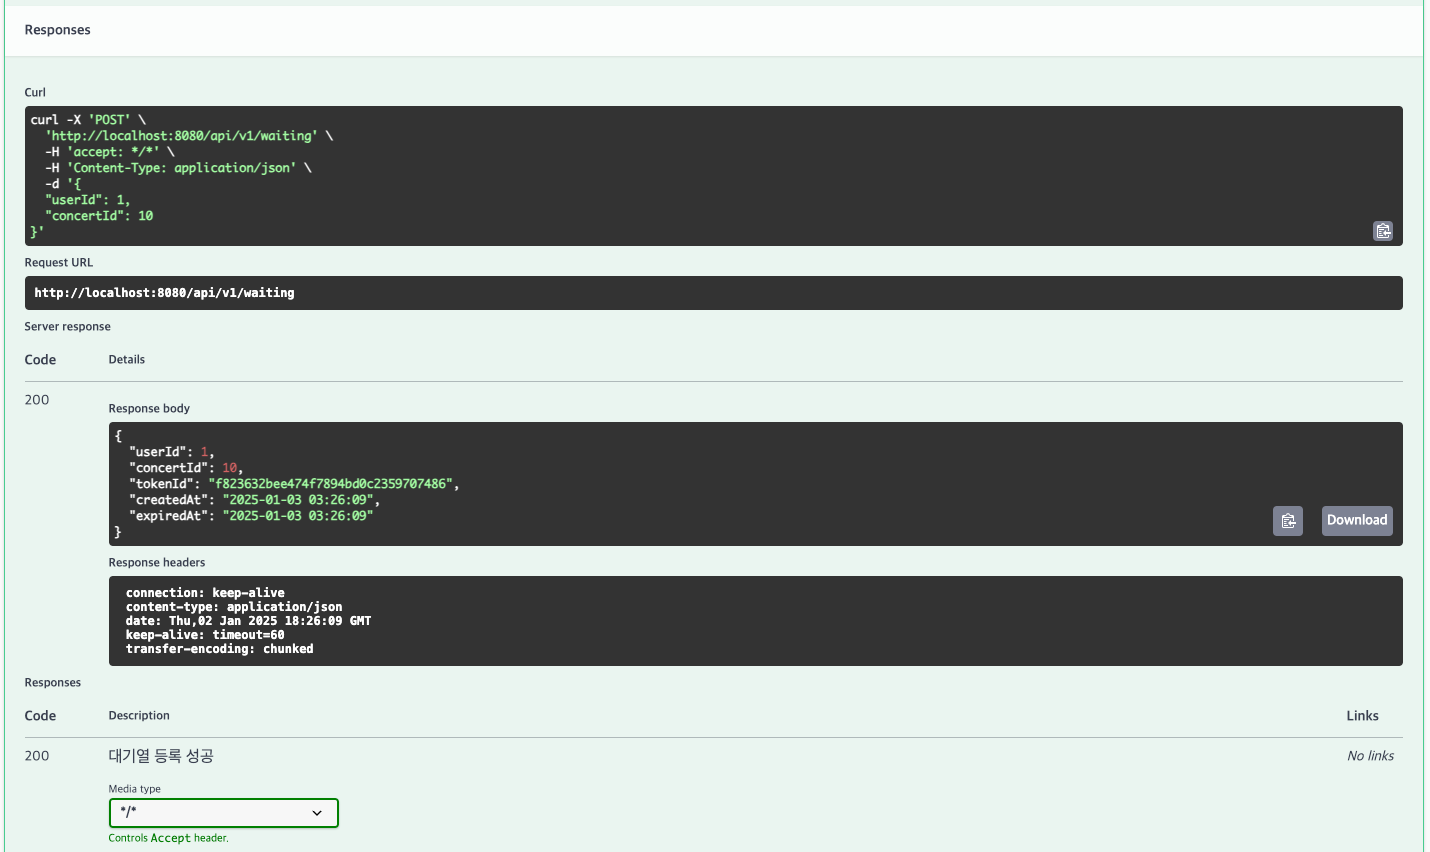 Responses
Curl
curl -X 'POST' \
  'http://localhost:8080/api/v1/waiting' \
  -H 'accept: */*' \
  -H 'Content-Type: application/json' \
  -d '{
  "userId": 1,
  "concertId": 10
}'
Request URL
http://localhost:8080/api/v1/waiting
Server response
Code Details
200
Response body
{
  "userId": 1,
  "concertId": 10,
  "tokenId": "f823632bee474f7894bd0c2359707486",
  "createdAt": "2025-01-03 03:26:09",
  "expiredAt": "2025-01-03 03:26:09"
}
Download
Response headers
connection: keep-alive
content-type: application/json
date: Thu,02 Jan 2025 18:26:09 GMT
keep-alive: timeout=60
transfer-encoding: chunked
Responses
Code Description Links
200 대기열 등록 성공 No links
Media type
*/*
Controls Accept header.